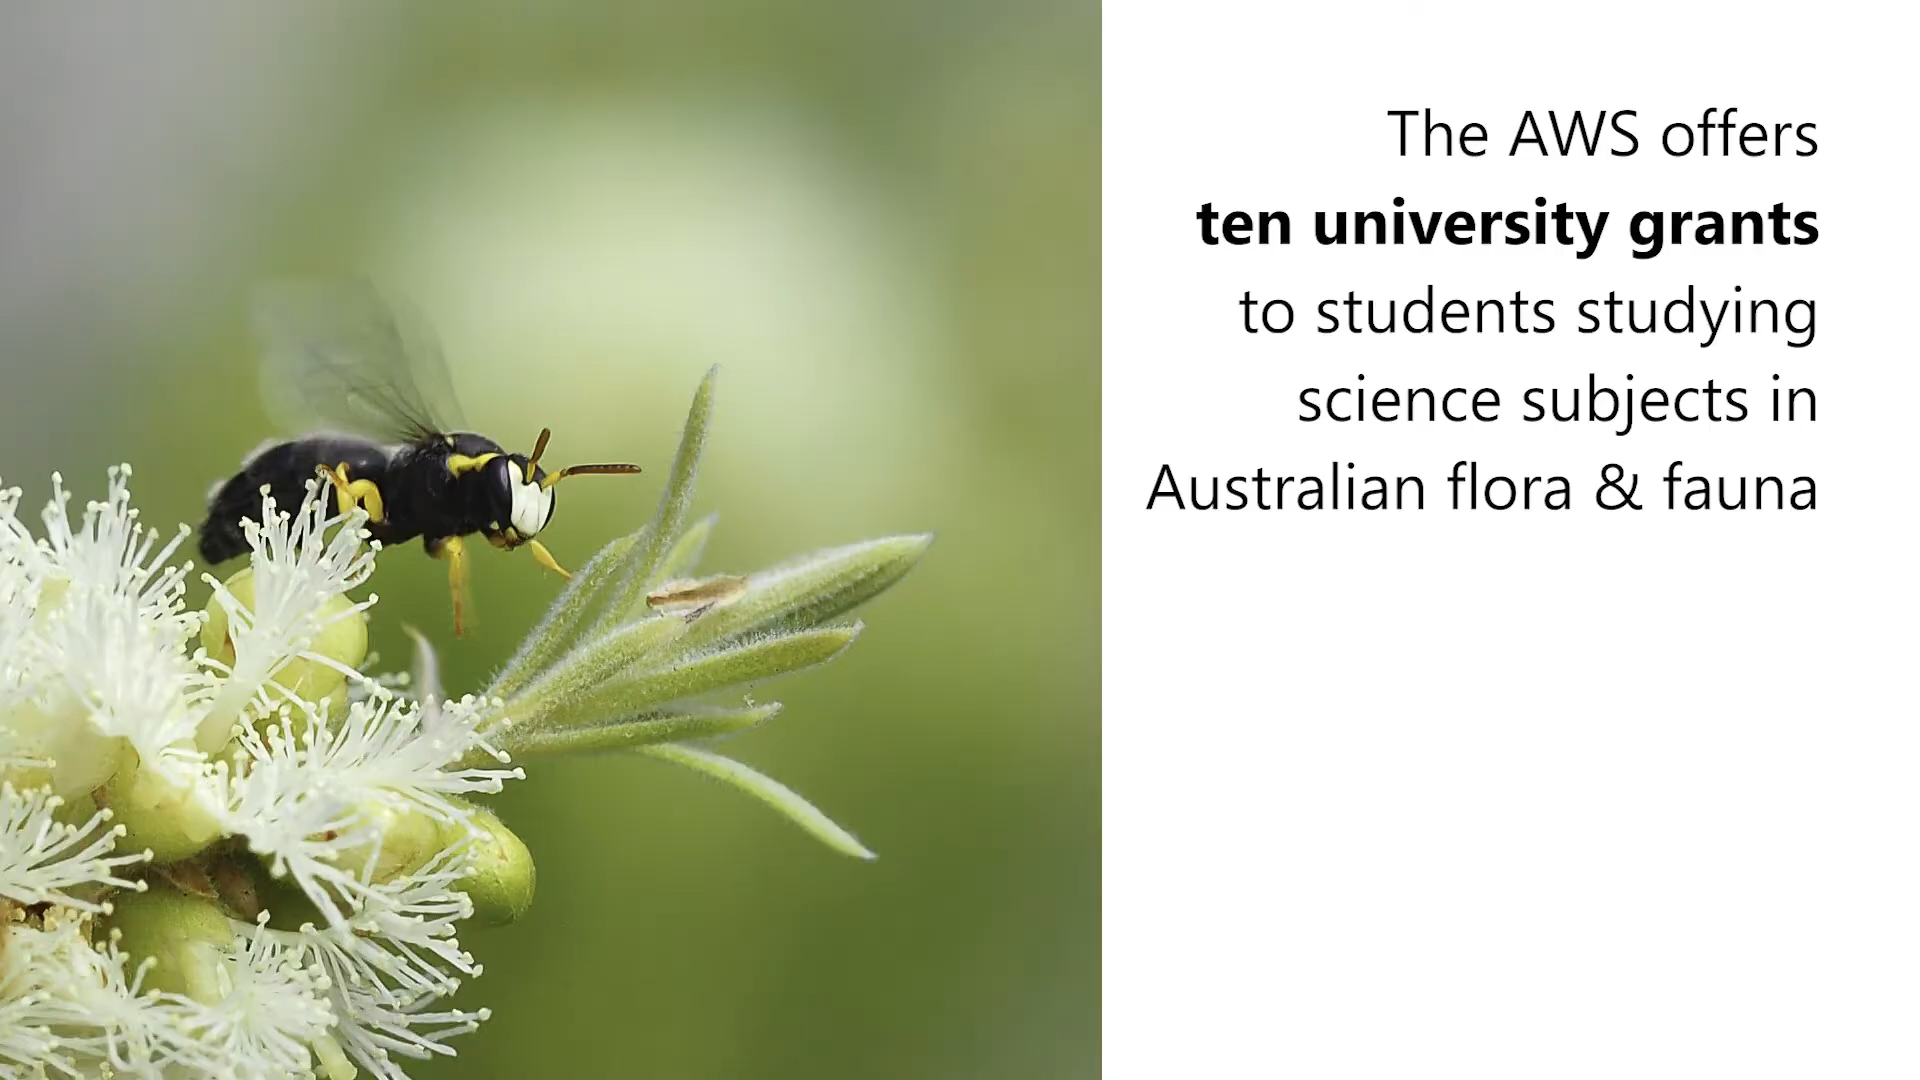 The AWS offers
ten university grants
to students studying
science subjects in
Australian flora & fauna